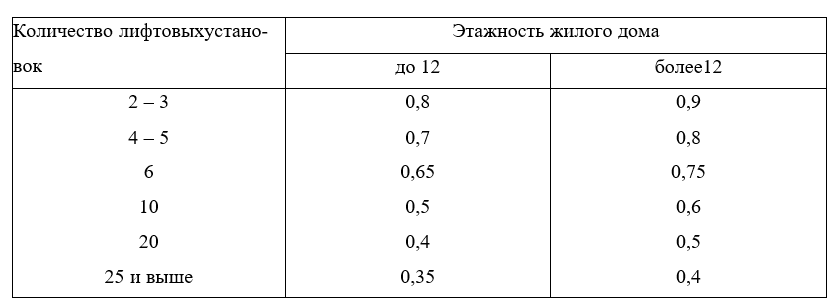 Количество лифтовыхустано-
вок
Этажность жилого дома
до 12 более12
2 – 3 0,8 0,9
4 – 5 0,7 0,8
6 0,65 0,75
10 0,5 0,6
20 0,4 0,5
25 и выше 0,35 0,4